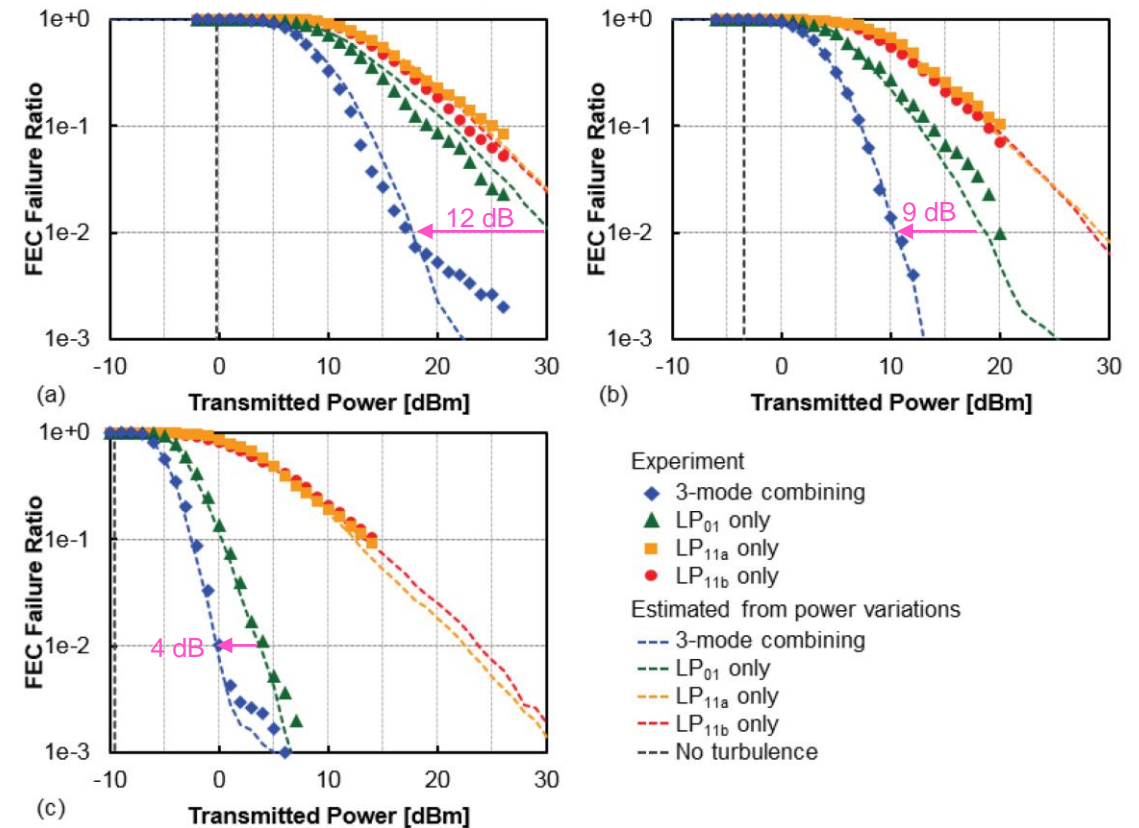 1e+0
1e-1
1e-2
1e-3
FEC Failure Ratio
12 dB
-10 0 10 20 30
(a) Transmitted Power [dBm]
1e+0
1e-1
1e-2
1e-3
FEC Failure Ratio
9 dB
-10 0 10 20 30
(b) Transmitted Power [dBm]
1e+0
1e-1
1e-2
1e-3
FEC Failure Ratio
4 dB
-10 0 10 20 30
(c) Transmitted Power [dBm]
Experiment
3-mode combining
LP01 only
LP11a only
LP11b only
Estimated from power variations
3-mode combining
LP01 only
LP11a only
LP11b only
No turbulence